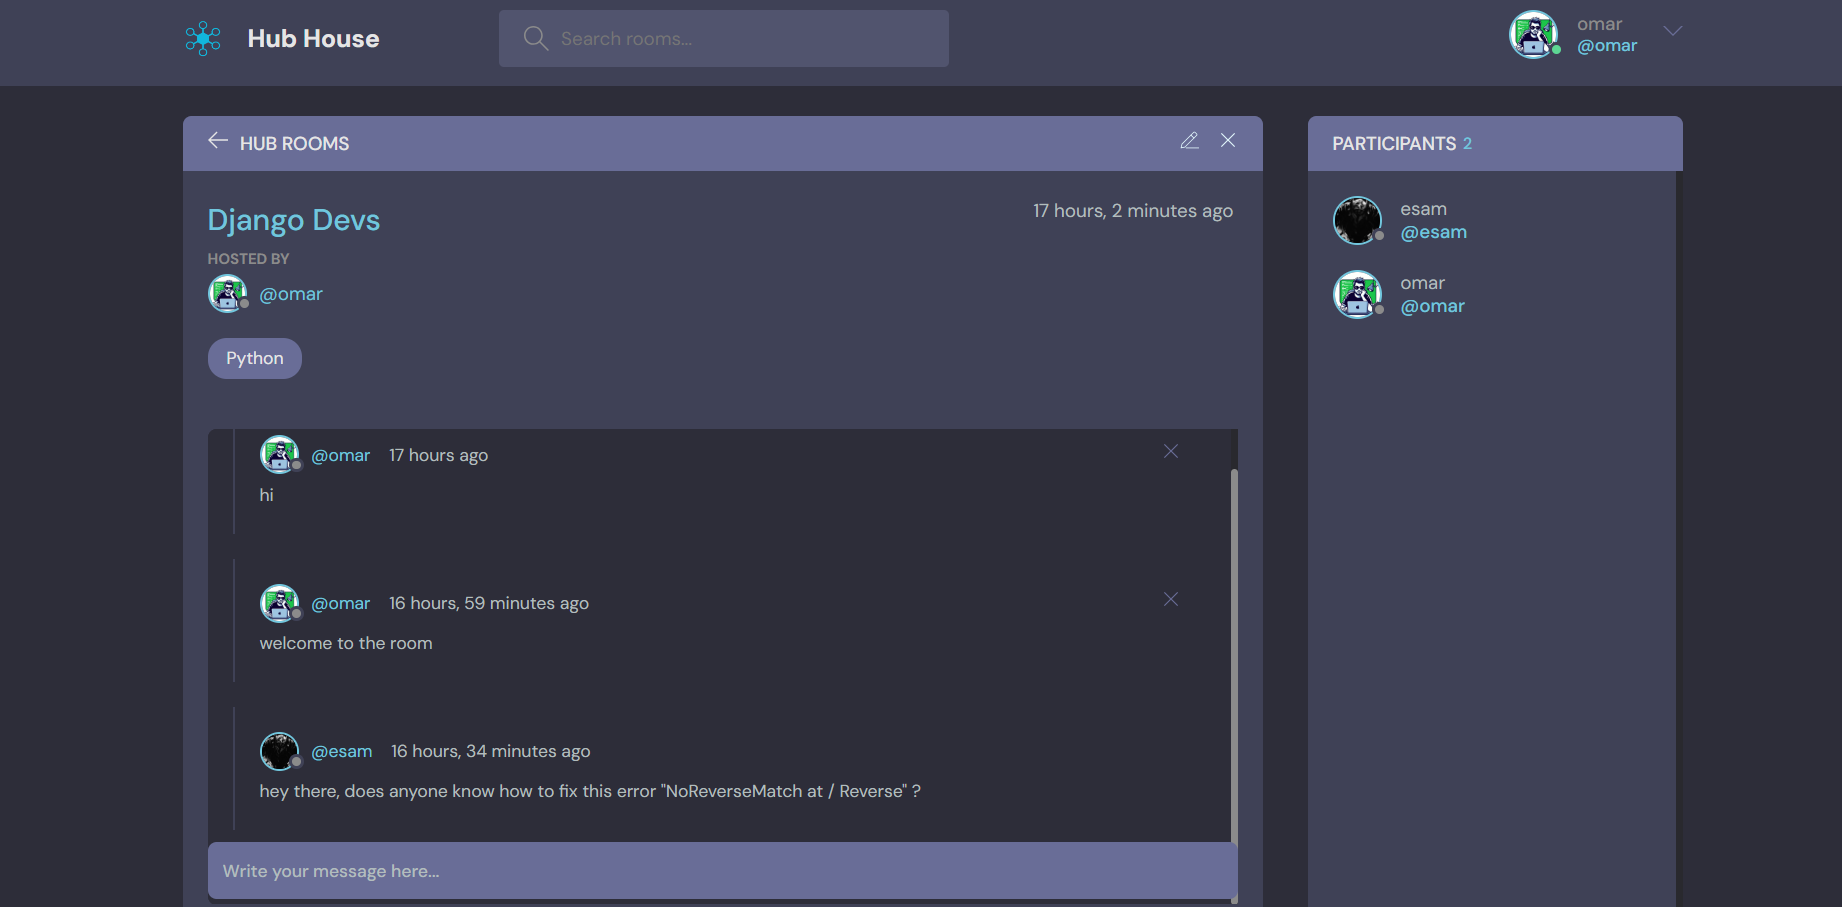 Hub House
Search rooms...
omar
@omar
HUB ROOMS
Django Devs
17 hours, 2 minutes ago
HOSTED BY
@omar
Python
@omar 17 hours ago
hi
@omar 16 hours, 59 minutes ago
welcome to the room
@esam 16 hours, 34 minutes ago
hey there, does anyone know how to fix this error "NoReverseMatch at / Reverse" ?
Write your message here...
PARTICIPANTS 2
esam
@esam
omar
@omar